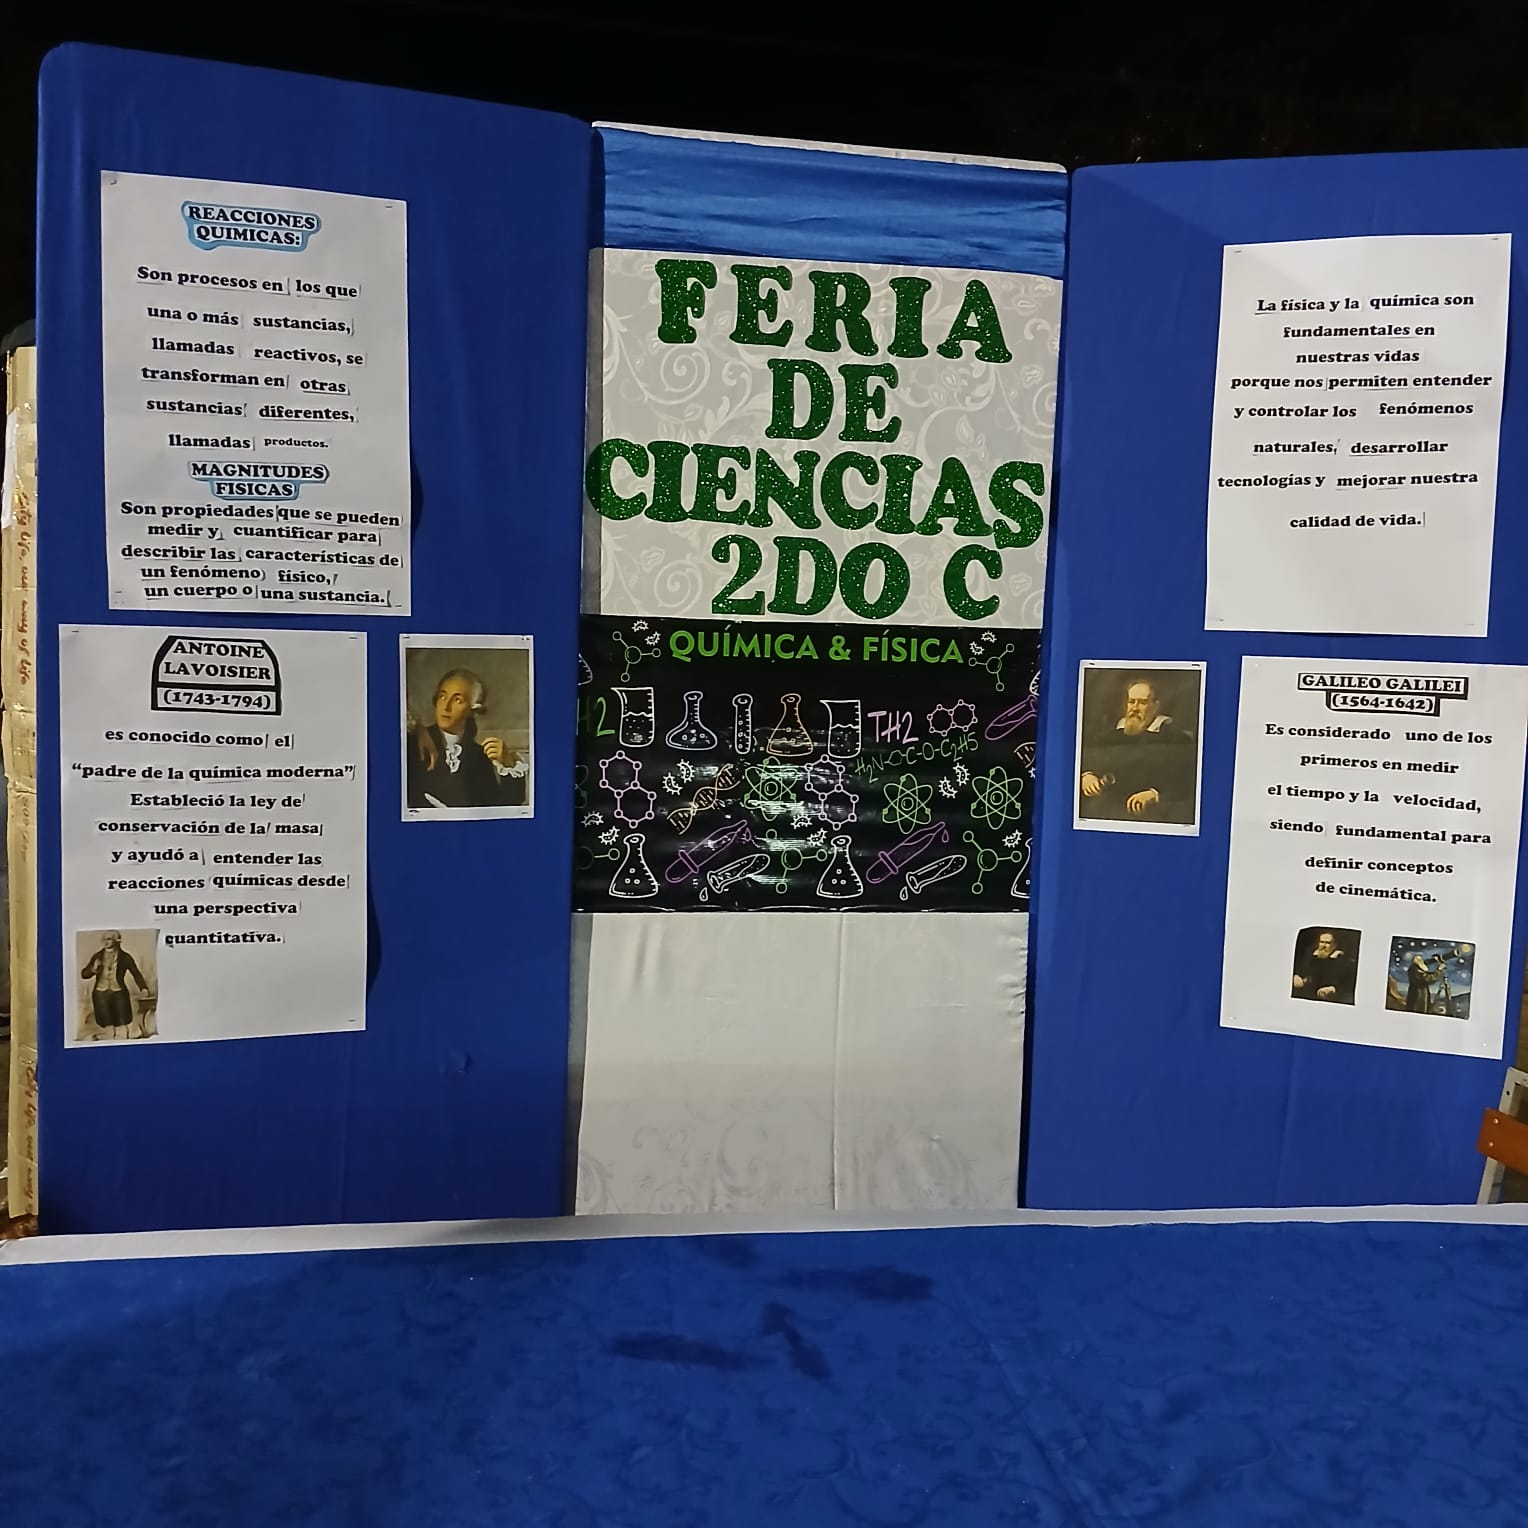 REACCIONES
QUIMICAS:
Son procesos en los que
una o más sustancias,
llamadas reactivos, se
transforman en otras
sustancias diferentes,
llamadas productos.
MAGNITUDES
FISICAS
Son propiedades que se pueden
medir y cuantificar para
describir las características de
un fenómeno físico,
un cuerpo o una sustancia.
ANTOINE
LAVOISIER
(1743-1794)
es conocido como el
“padre de la química moderna”
Estableció la ley de
conservación de la masa
y ayudó a entender las
reacciones químicas desde
una perspectiva
quantitativa.
FERIA
DE
CIENCIAS
2DO C
QUÍMICA & FÍSICA
H2
TH2
H2N-O-C-O-C2H5
La física y la química son
fundamentales en
nuestras vidas
porque nos permiten entender
y controlar los fenómenos
naturales, desarrollar
tecnologías y mejorar nuestra
calidad de vida.
GALILEO GALILEI
(1564-1642)
Es considerado uno de los
primeros en medir
el tiempo y la velocidad,
siendo fundamental para
definir conceptos
de cinemática.